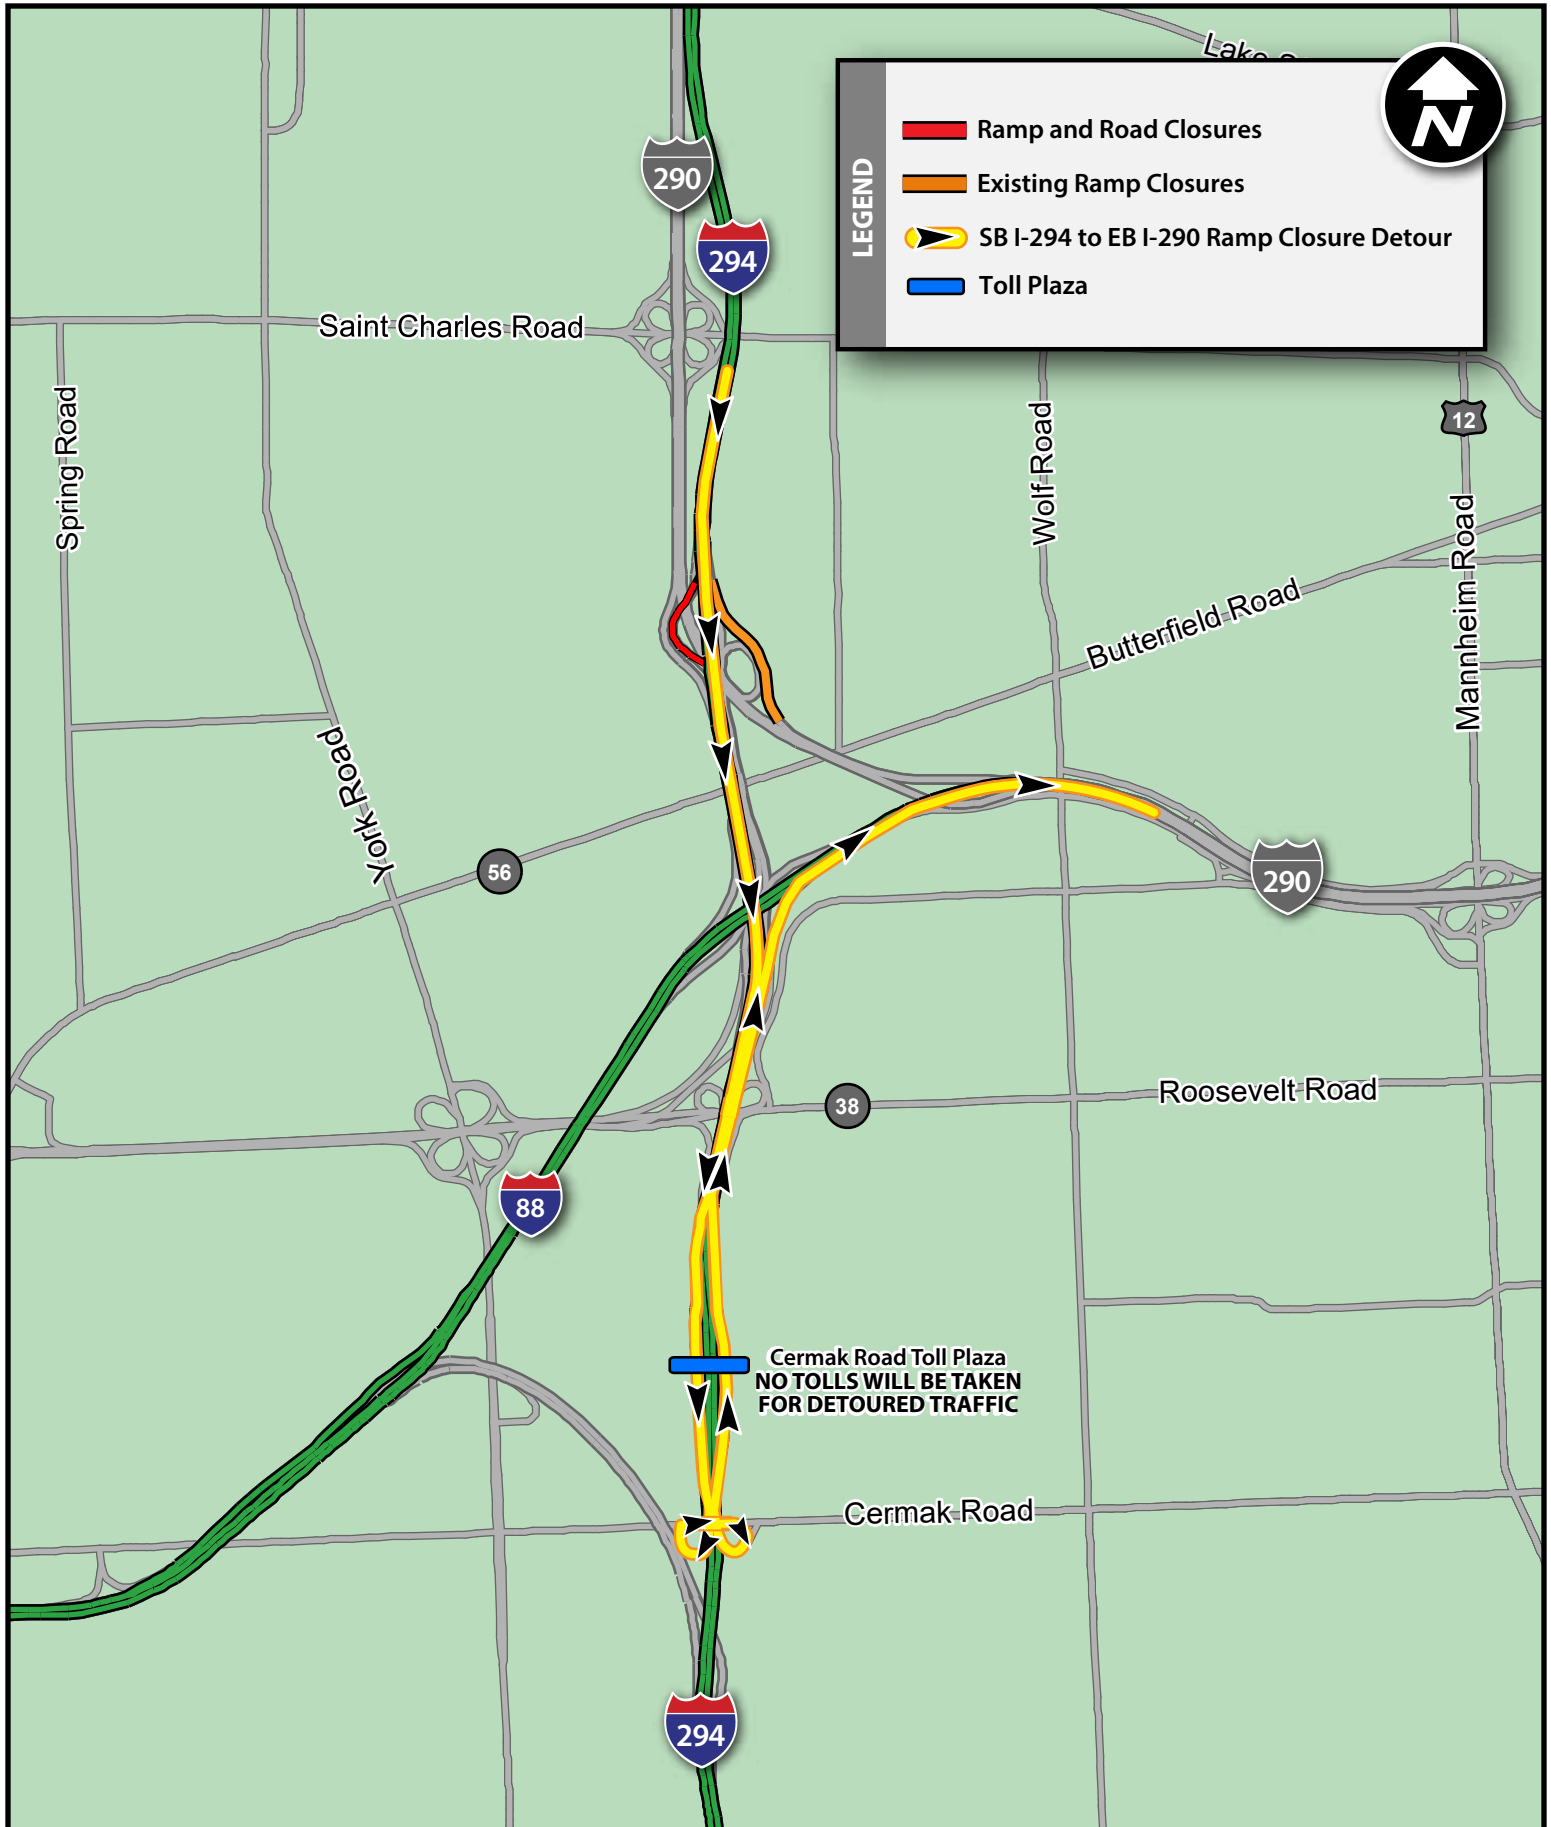 Lake
LEGEND
Ramp and Road Closures
Existing Ramp Closures
SB I-294 to EB I-290 Ramp Closure Detour
Toll Plaza
N
290
294
Saint Charles Road
Spring Road
Wolf Road
12
Mannheim Road
Butterfield Road
York Road
56
290
38
Roosevelt Road
88
Cermak Road Toll Plaza
NO TOLLS WILL BE TAKEN
FOR DETOURED TRAFFIC
Cermak Road
294